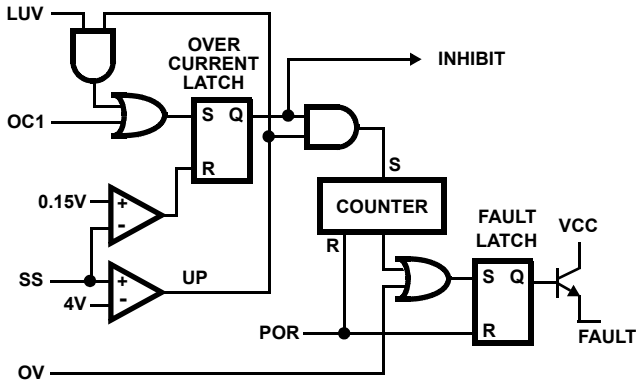 LUV
OVER
CURRENT
LATCH
INHIBIT
OC1
S Q
R
0.15V
+
-
S
COUNTER
R
FAULT
LATCH
VCC
SS
+
-
4V
UP
S Q
R
POR
FAULT
OV